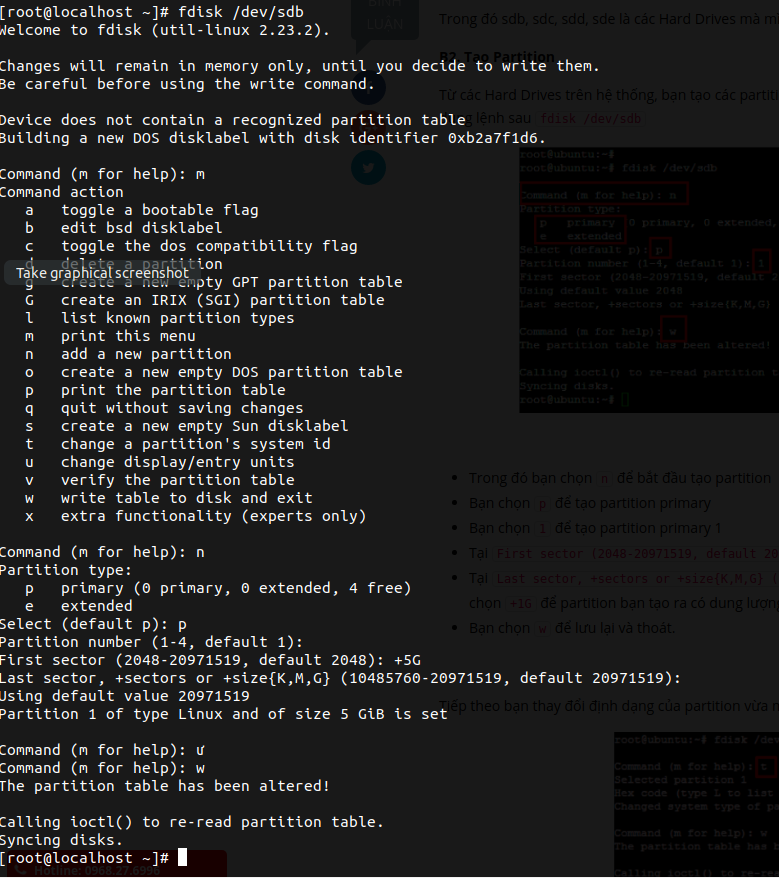 [root@localhost ~]# fdisk /dev/sdb
Welcome to fdisk (util-linux 2.23.2).
Changes will remain in memory only, until you decide to write them.
Be careful before using the write command.
Device does not contain a recognized partition table
Building a new DOS disklabel with disk identifier 0xb2a7f1d6.
Command (m for help): m
Command action
a toggle a bootable flag
b edit bsd disklabel
c toggle the dos compatibility flag
d delete a partition
Take graphical screenshot
g create a new empty GPT partition table
G create an IRIX (SGI) partition table
l list known partition types
m print this menu
n add a new partition
o create a new empty DOS partition table
p print the partition table
q quit without saving changes
s create a new empty Sun disklabel
t change a partition's system id
u change display/entry units
v verify the partition table
w write table to disk and exit
x extra functionality (experts only)
Command (m for help): n
Partition type:
p primary (0 primary, 0 extended, 4 free)
e extended
Select (default p): p
Partition number (1-4, default 1):
First sector (2048-20971519, default 2048): +5G
Last sector, +sectors or +size{K,M,G} (10485760-20971519, default 20971519):
Using default value 20971519
Partition 1 of type Linux and of size 5 GiB is set
Command (m for help): ư
Command (m for help): w
The partition table has been altered!
Calling ioctl() to re-read partition table.
Syncing disks.
[root@localhost ~]#
BÌNH
LUẬN
Trong đó sdb, sdc, sdd, sde là các Hard Drives mà
B2. Tạo Partition
Từ các Hard Drives trên hệ thống, bạn tạo các
lệnh sau fdisk /dev/sdb
root@ubuntu:~#
root@ubuntu:~# fdisk /dev/sdb
Command (m for help): n
Partition type:
p primary (0 primary, 0 extended,
e extended
Select (default p): p
Partition number (1-4, default 1): 1
First sector (2048-20971519, default
Using default value 2048
Last sector, +sectors or +size{K,M,G}
Command (m for help): w
The partition table has been altered!
Calling ioctl() to re-read partition
Syncing disks.
root@ubuntu:~#
Trong đó bạn chọn n để bắt đầu tạo partition
Bạn chọn p để tạo partition primary
Bạn chọn 1 để tạo partition primary 1
Tại First sector (2048-20971519, default 20
Tại Last sector, +sectors or +size{K,M,G} (
chọn +1G để partition bạn tạo ra có dung lượng
Bạn chọn w để lưu lại và thoát.
Tiếp theo bạn thay đổi định dạng của partition vừa
root@ubuntu:~# fdisk
Command (m for help): t
Selected partition 1
Hex code (type L to list
Changed system type of
Command (m for help): w
The partition table has
Calling ioctl() to
Hotline: 0968.27.6996